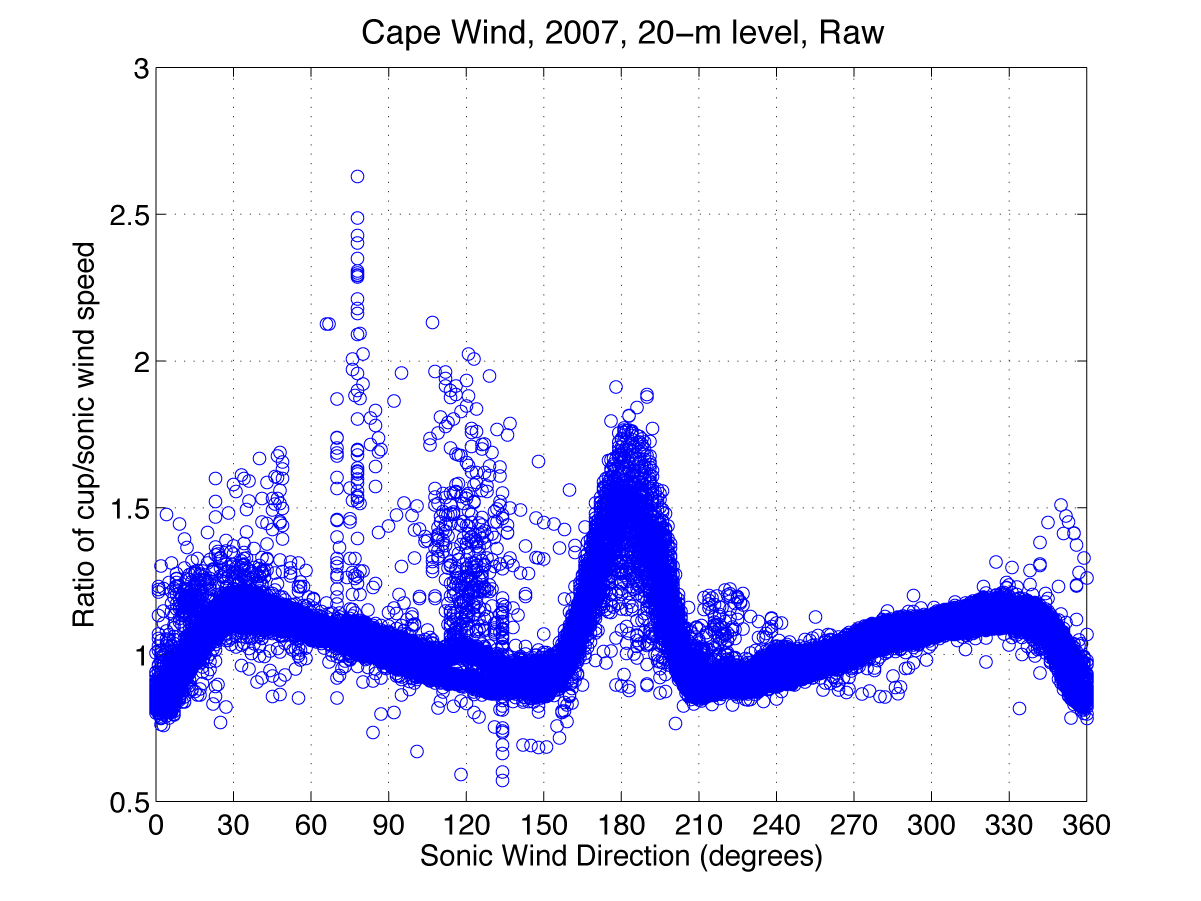 Cape Wind, 2007, 20−m level, Raw
3
2.5
2
1.5
1
0.5
Ratio of cup/sonic wind speed
0 30 60 90 120 150 180 210 240 270 300 330 360
Sonic Wind Direction (degrees)